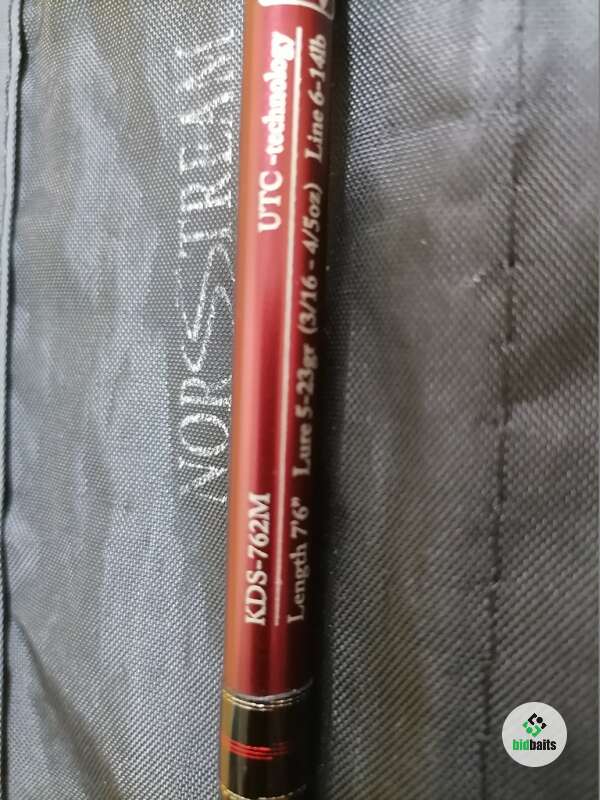 NORSTREAM
UTC -technology
KDS-762M
Length 7'6" Lure 5-23gr (3/16 - 4/5oz) Line 6-14lb
bidbaits